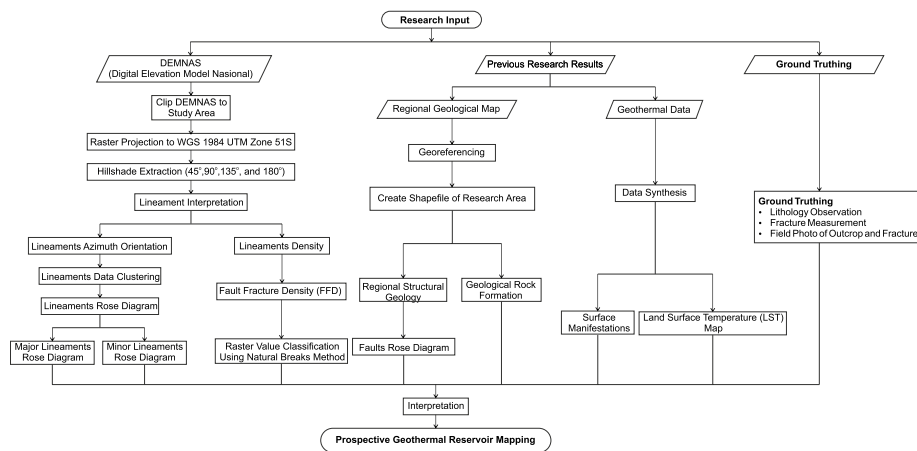 Research Input
DEMNAS
(Digital Elevation Model Nasional)
Previous Research Results
Ground Truthing
Clip DEMNAS to
Study Area
Regional Geological Map
Geothermal Data
Raster Projection to WGS 1984 UTM Zone 51S
Georeferencing
Hillshade Extraction (45°,90°,135°, and 180°)
Create Shapefile of Research Area
Data Synthesis
Lineament Interpretation
Ground Truthing
• Lithology Observation
• Fracture Measurement
• Field Photo of Outcrop and Fracture
Lineaments Azimuth Orientation
Lineaments Density
Lineaments Data Clustering
Fault Fracture Density (FFD)
Regional Structural
Geology
Geological Rock
Formation
Lineaments Rose Diagram
Surface
Manifestations
Land Surface Temperature (LST)
Map
Major Lineaments
Rose Diagram
Minor Lineaments
Rose Diagram
Raster Value Classification
Using Natural Breaks Method
Faults Rose Diagram
Interpretation
Prospective Geothermal Reservoir Mapping